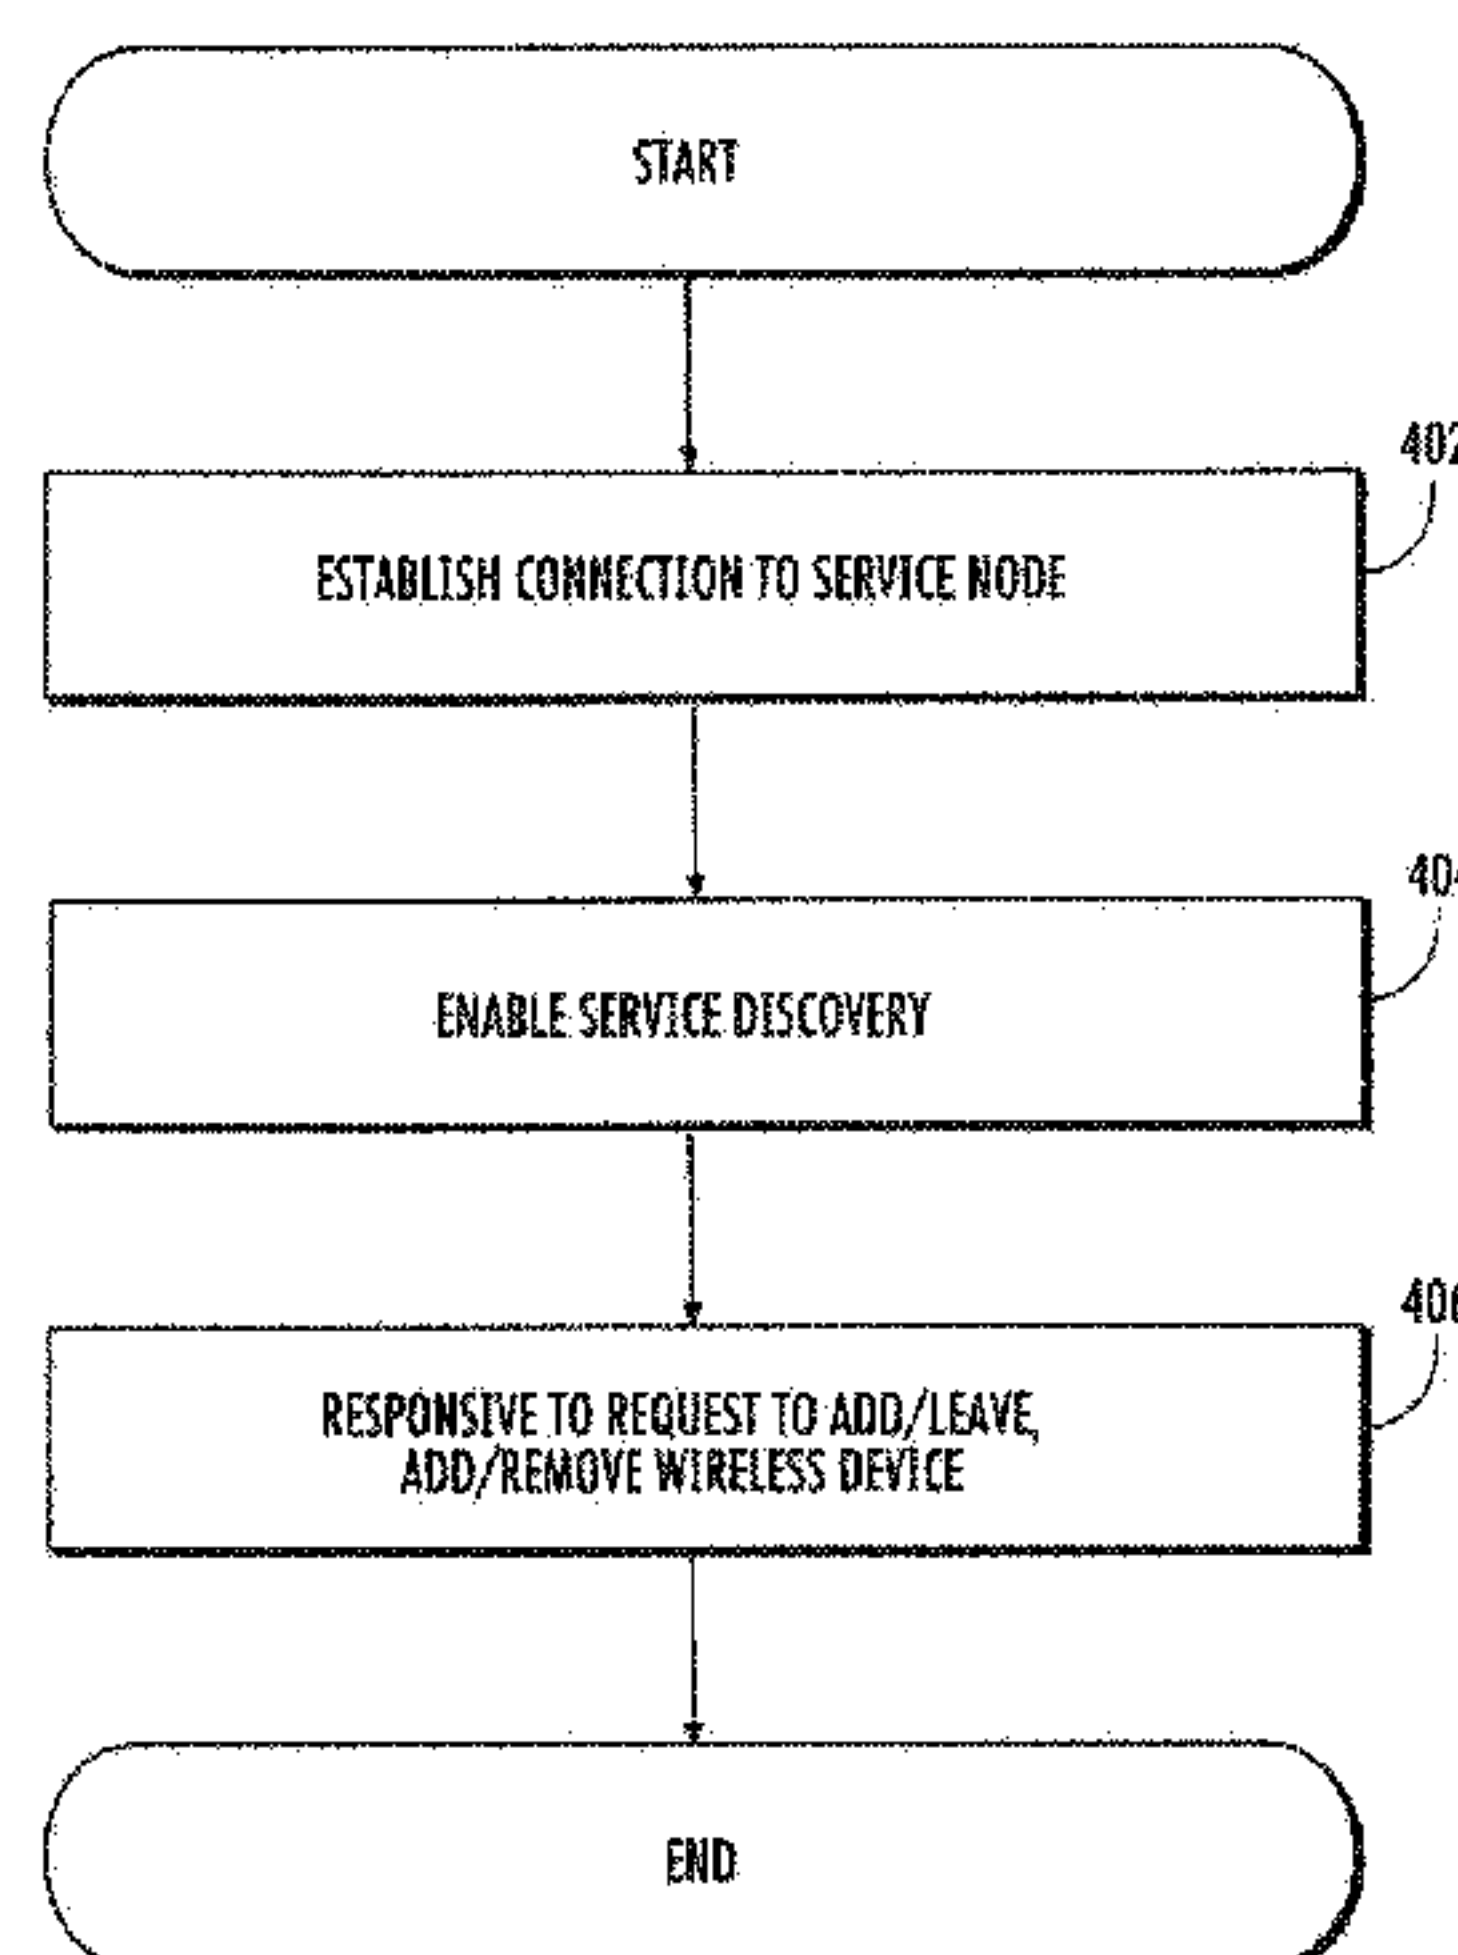 START
402
ESTABLISH CONNECTION TO SERVICE NODE
404
ENABLE SERVICE DISCOVERY
406
RESPONSIVE TO REQUEST TO ADD/LEAVE,
ADD/REMOVE WIRELESS DEVICE
END